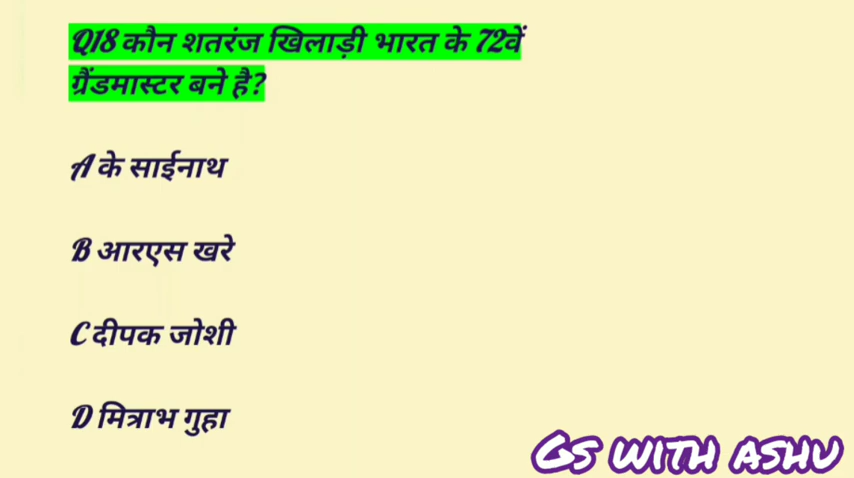 Q18 कौन शतरंज खिलाड़ी भारत के 72वें
ग्रैंडमास्टर बने है?
A के साईनाथ
B आरएस खरे
C दीपक जोशी
D मित्राभ गुहा
GS WITH ASHU